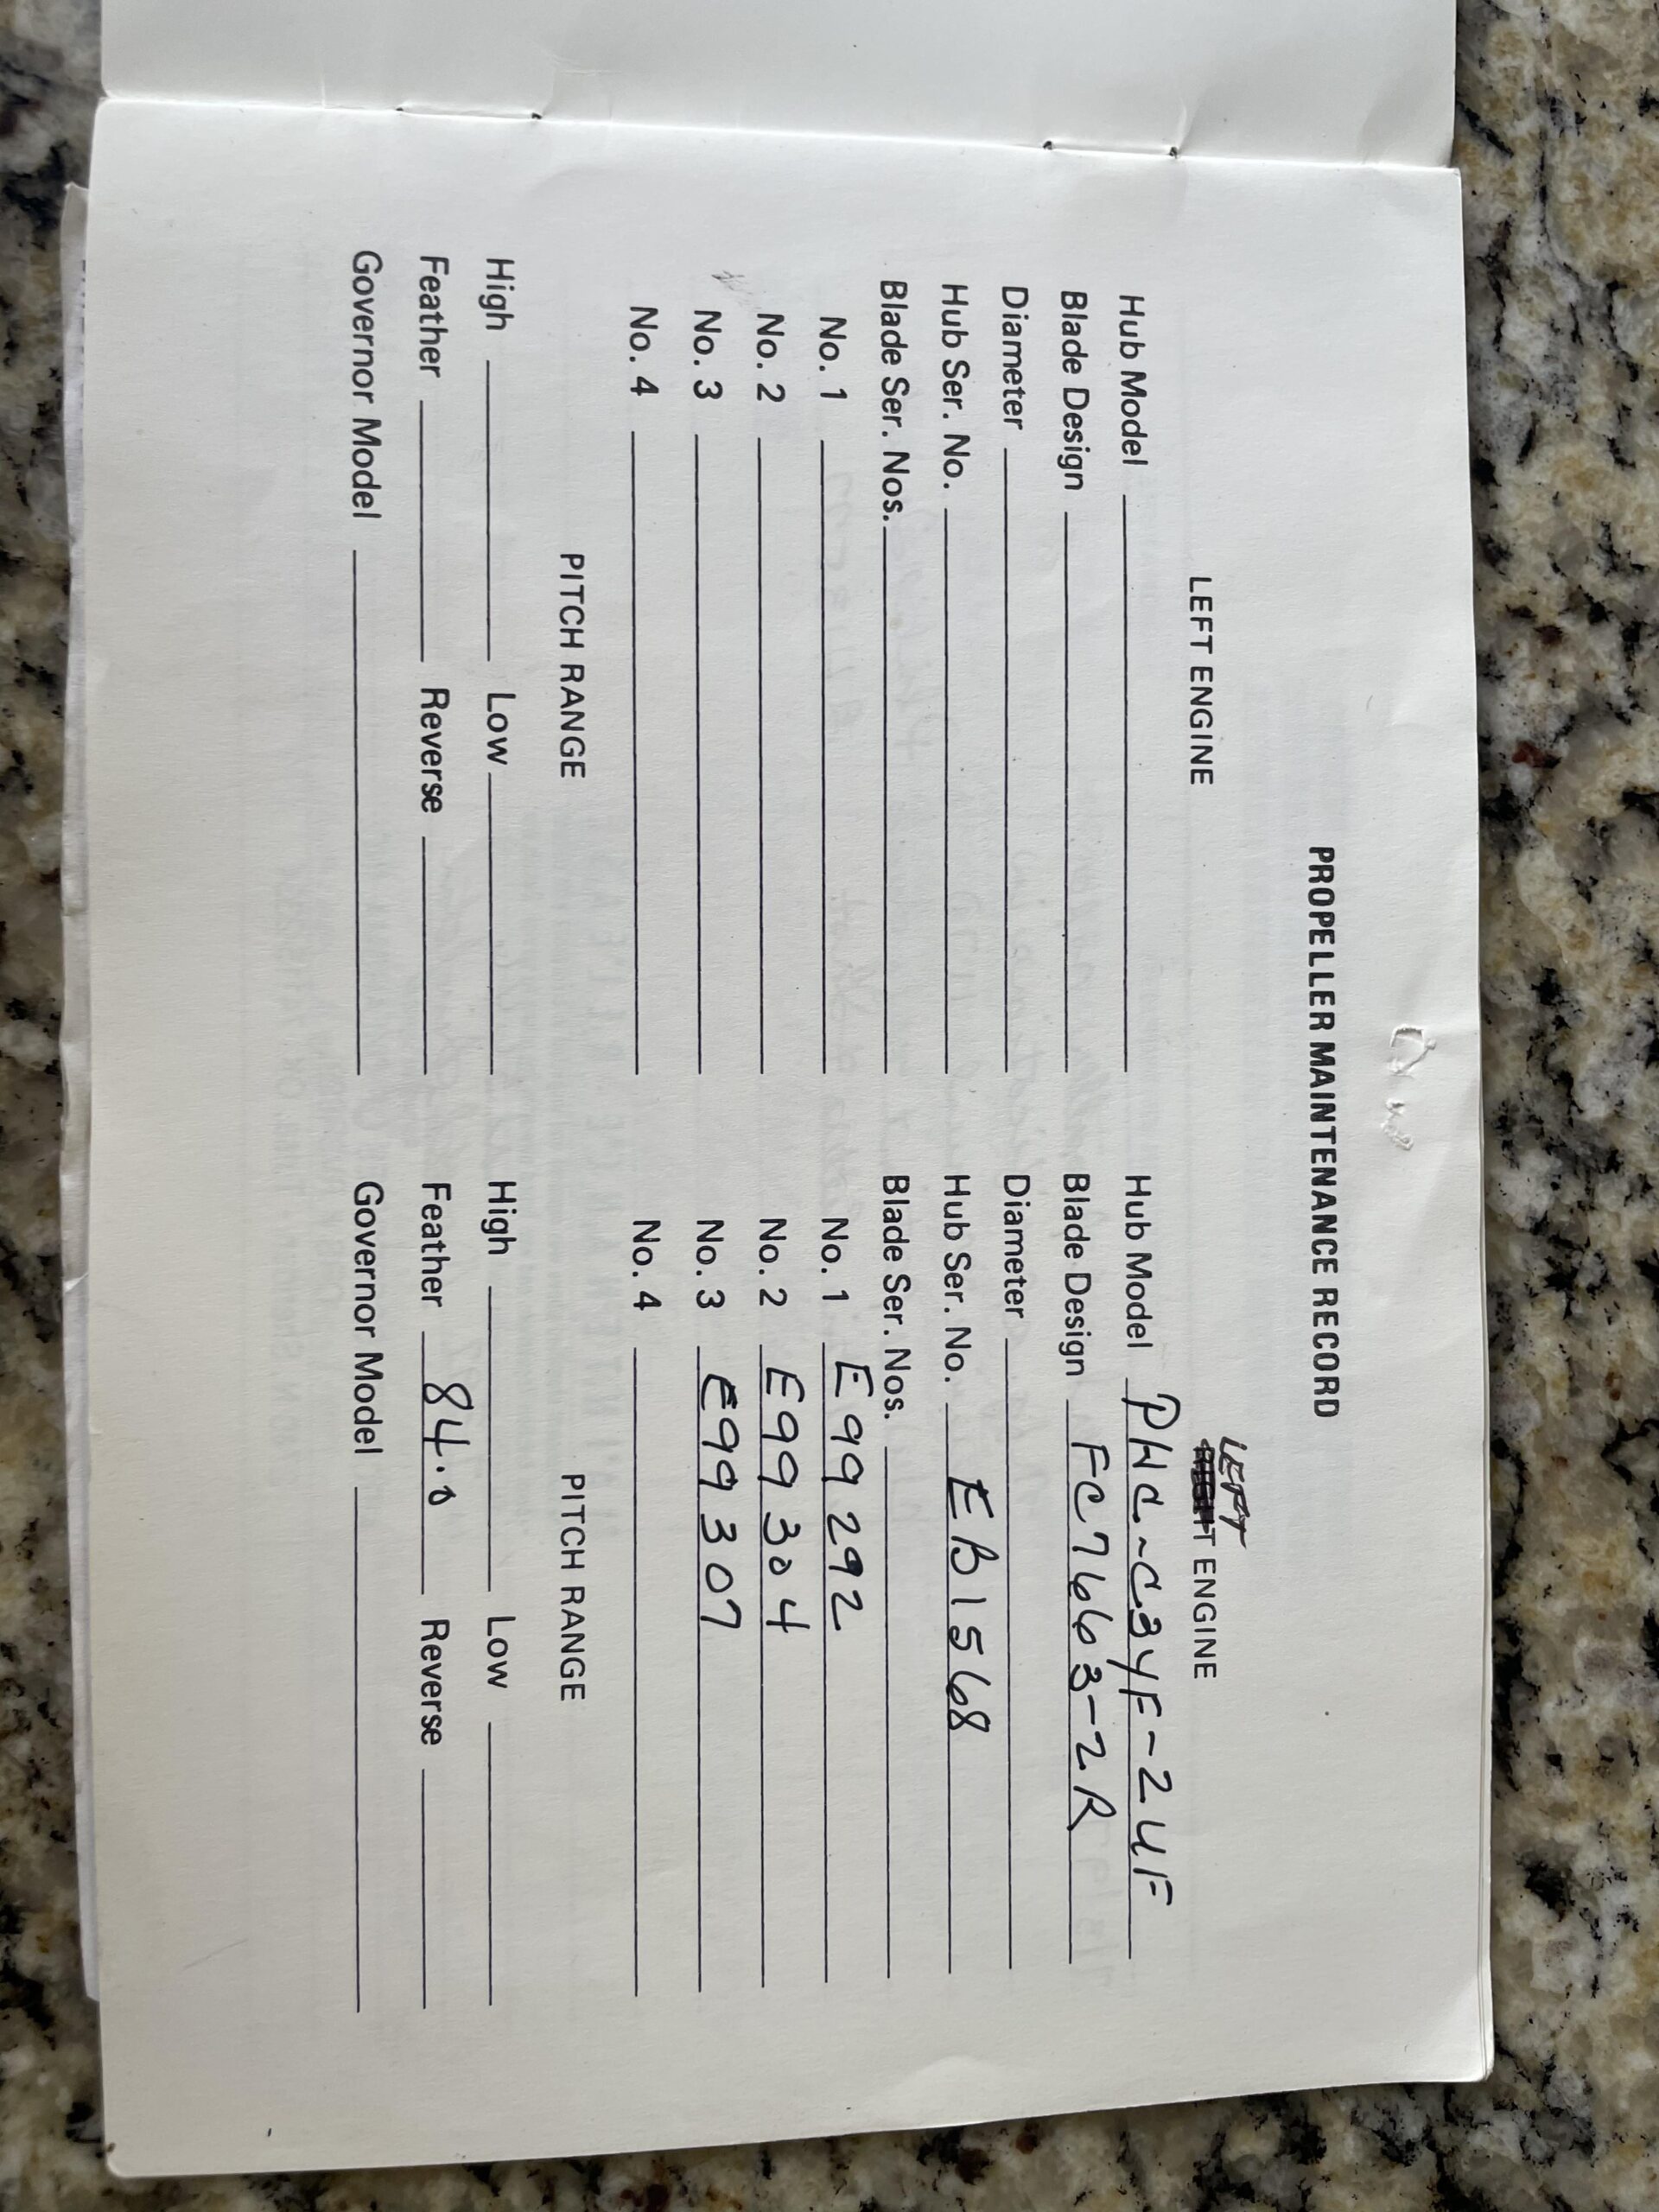 PROPELLER MAINTENANCE RECORD
LEFT ENGINE
Hub Model
Blade Design
Diameter
Hub Ser. No.
Blade Ser. Nos.
No. 1
No. 2
No. 3
No. 4
PITCH RANGE
High Low
Feather Reverse
Governor Model
LEFT
RIGHT ENGINE
Hub Model PHC-C3YF-2UF
Blade Design FC7663-2R
Diameter
Hub Ser. No. EB1568
Blade Ser. Nos.
No. 1 E99292
No. 2 E99304
No. 3 E99307
No. 4
PITCH RANGE
High Low
Feather 84.0 Reverse
Governor Model